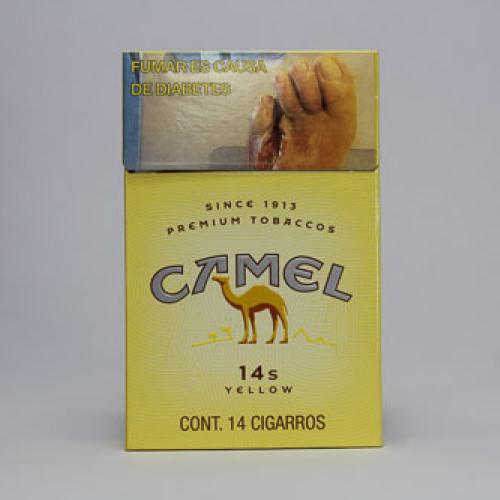 FUMAR ES CAUSA
DE DIABETES
SINCE 1913
PREMIUM TOBACCOS
CAMEL
14s
YELLOW
CONT. 14 CIGARROS